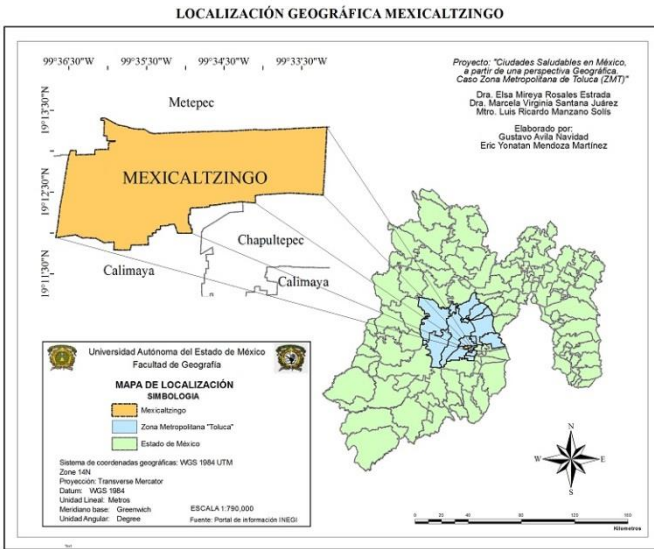 LOCALIZACIÓN GEOGRÁFICA MEXICALTZINGO
99°36'30"W 99°35'30"W 99°34'30"W 99°33'30"W
Proyecto: "Ciudades Saludables en México,
a partir de una perspectiva Geográfica.
Caso Zona Metropolitana de Toluca (ZMT)"
Dra. Elsa Mireya Rosales Estrada
Dra. Marcela Virginia Santana Juárez
Mtro. Luis Ricardo Manzano Solís
Elaborado por:
Gustavo Avila Navidad
Eric Yonatan Mendoza Martínez
19°13'30"N
19°12'30"N
19°11'30"N
Metepec
MEXICALTZINGO
Chapultepec
Calimaya
Calimaya
Universidad Autónoma del Estado de México
Facultad de Geografía
MAPA DE LOCALIZACIÓN
SIMBOLOGIA
Mexicaltzingo
Zona Metropolitana "Toluca"
Estado de México
Sistema de coordenadas geográficas: WGS 1984 UTM
Zone 14N
Proyección: Transverse Mercator
Datum: WGS 1984
Unidad Lineal: Metros
Meridiano base: Greenwich
Unidad Angular: Degree
ESCALA 1:790,000
Fuente: Portal de información INEGI
N
W E
S
0 20 40 80 120 160
Kilometros